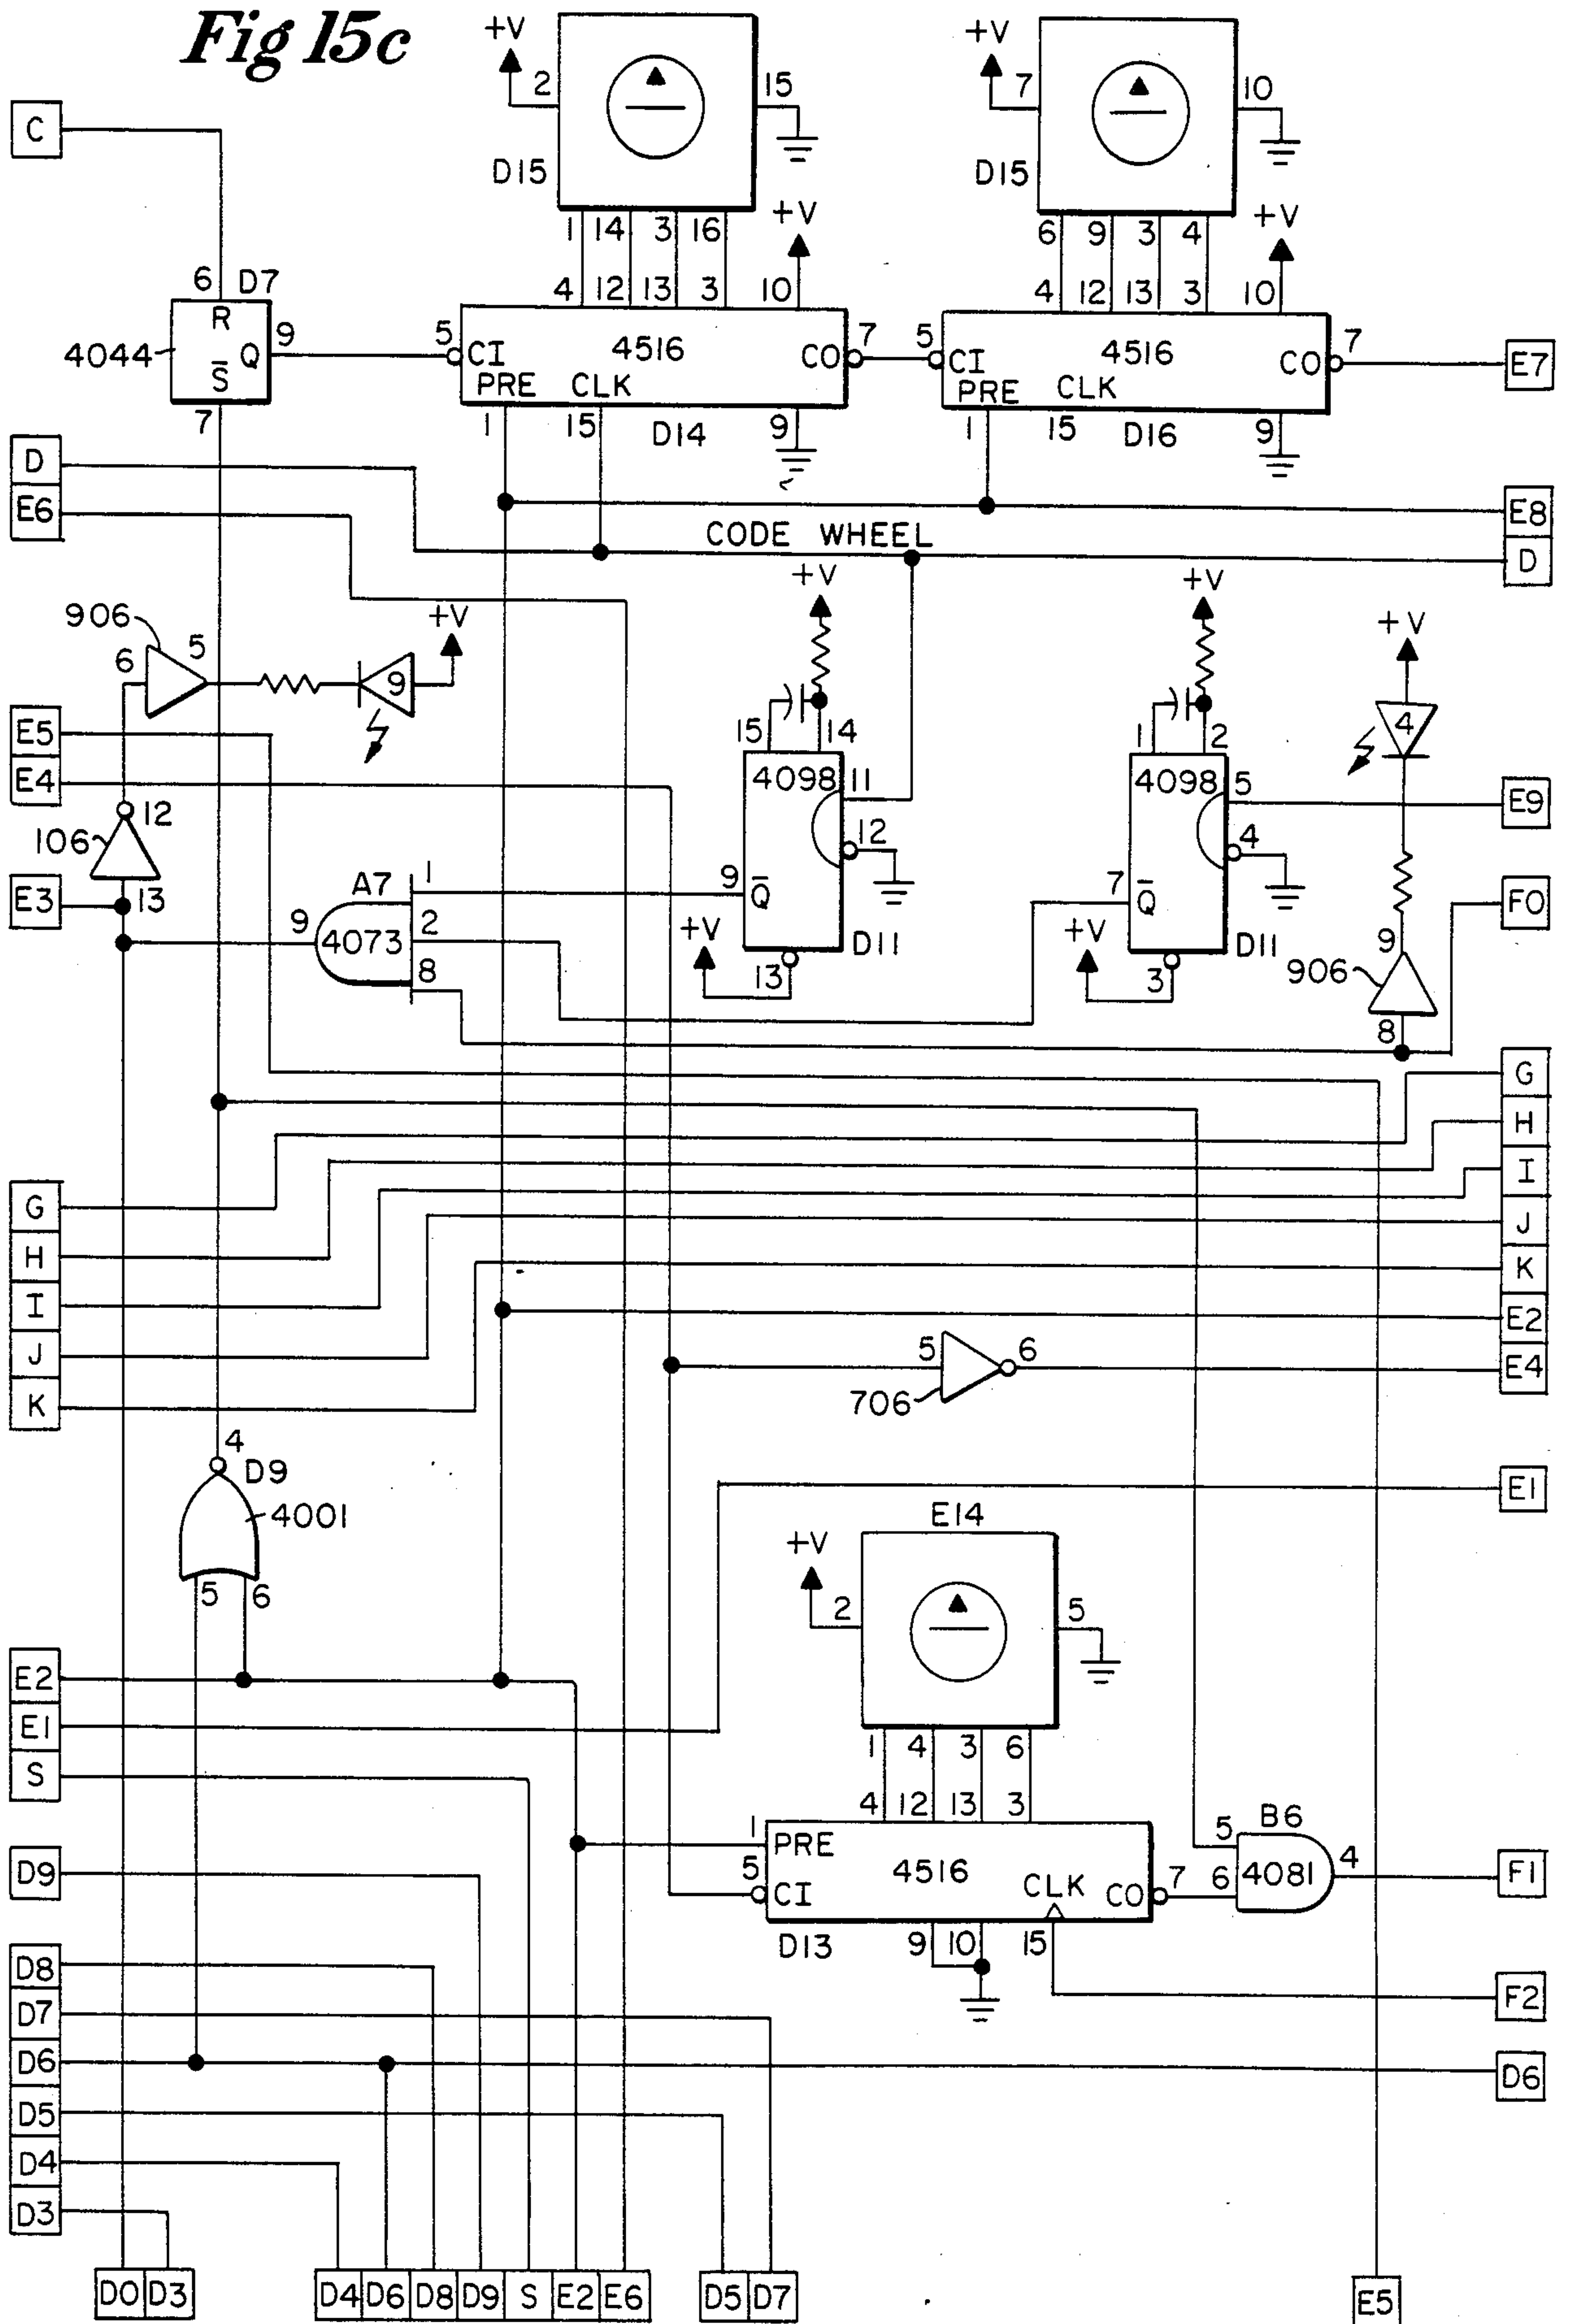 Fig 15c
+V +V
2 15 7 10
C
D15 D15
+V +V
1 14 3 16 6 9 3 4
6 D7 4 12 13 3 10 4 12 13 3 10
R
4044 Q 9 5 CI 4516 CO 7 5 CI 4516 CO 7 E7
S̅ PRE CLK PRE CLK
7 1 15 D14 9 1 15 D16 9
D
E6 E8
CODE WHEEL D
+V +V
906 +V +V
6 5 9
E5 15 14 1 2 4
E4 4098 11 4098 5 E9
12 12 4
106
E3 13 A7 1 9 Q̅ 7 Q̅ F0
9 4073 2 +V D11 +V D11 9
8 13 3 906
8
G
H
I
G J
H K
I E2
J 5 6 E4
K 706
4
D9 E1
4001 E14
+V
5 6 2 5
E2
E1 1 4 3 6
S 4 12 13 3 B6
1 PRE 5
D9 5 CI 4516 CLK CO 7 6 4081 4 F1
D13 9 10 15
D8 F2
D7
D6 D6
D5
D4
D3
D0 D3 D4 D6 D8 D9 S E2 E6 D5 D7 E5